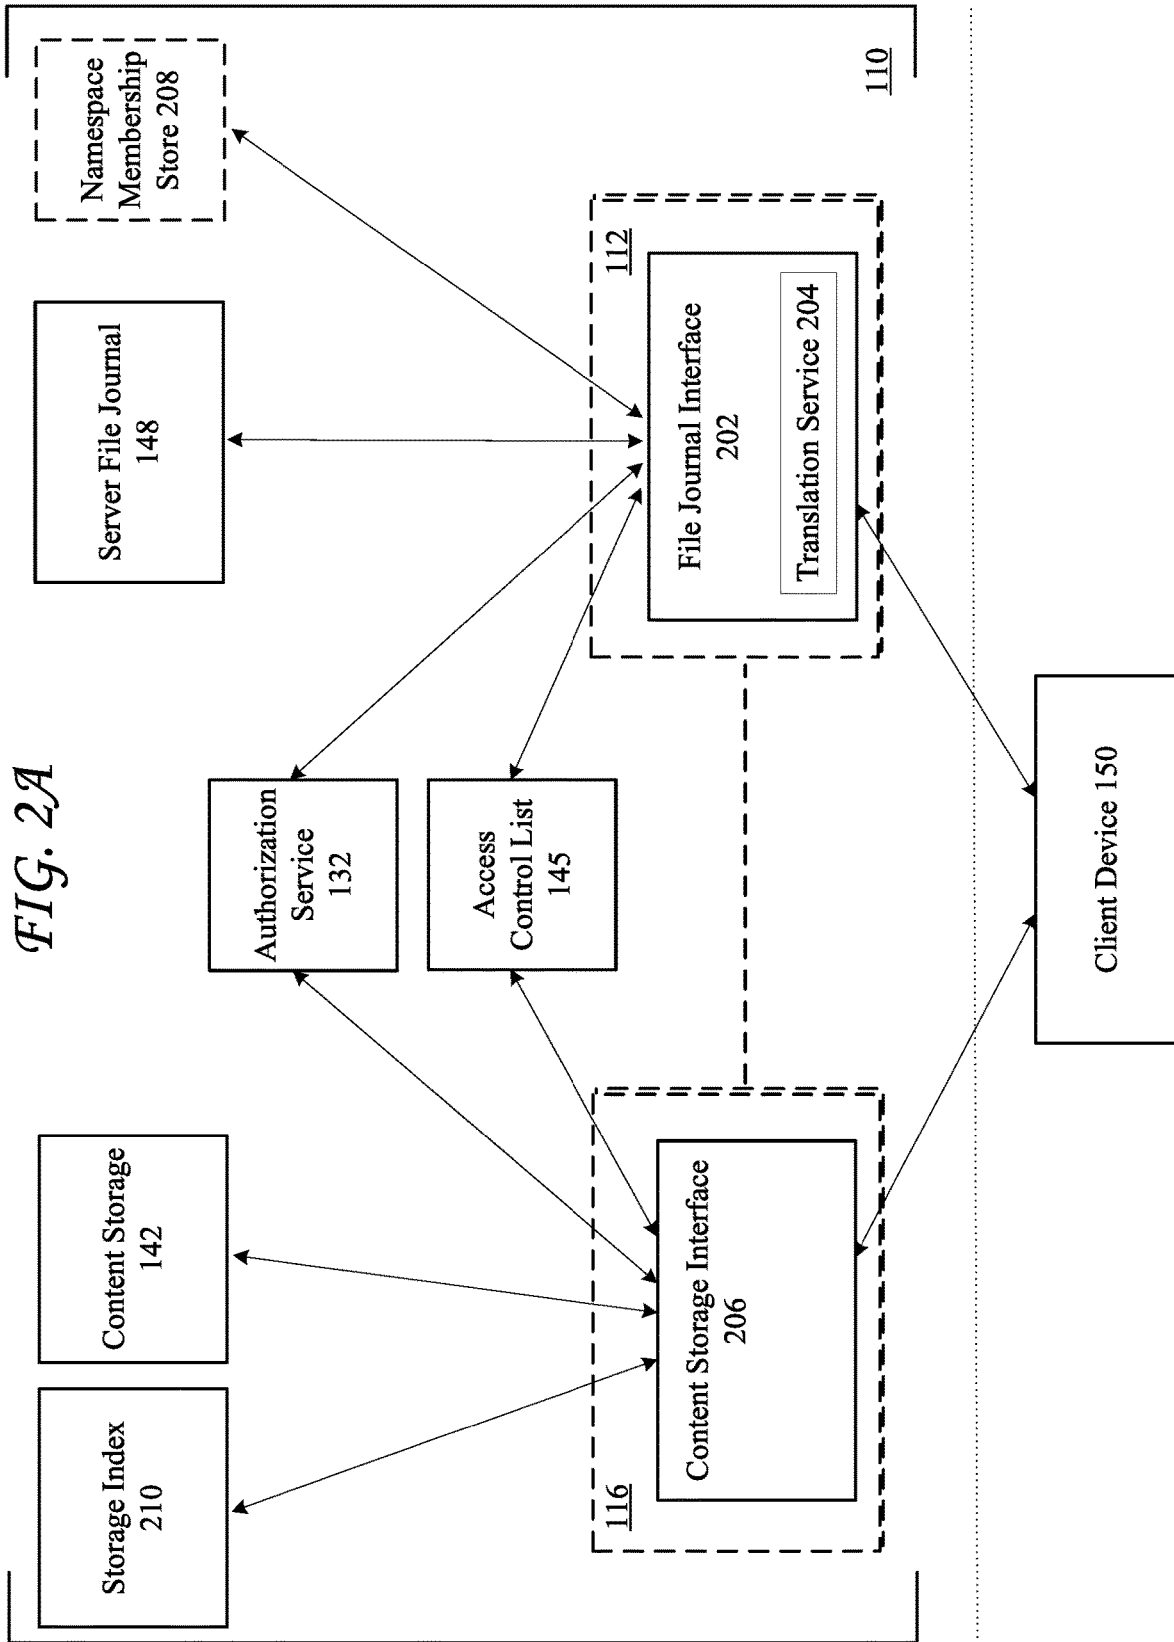 FIG. 2A
Storage Index
210
Content Storage
142
Authorization
Service
132
Access
Control List
145
Server File Journal
148
Namespace
Membership
Store 208
116
Content Storage Interface
206
112
File Journal Interface
202
Translation Service 204
110
Client Device 150